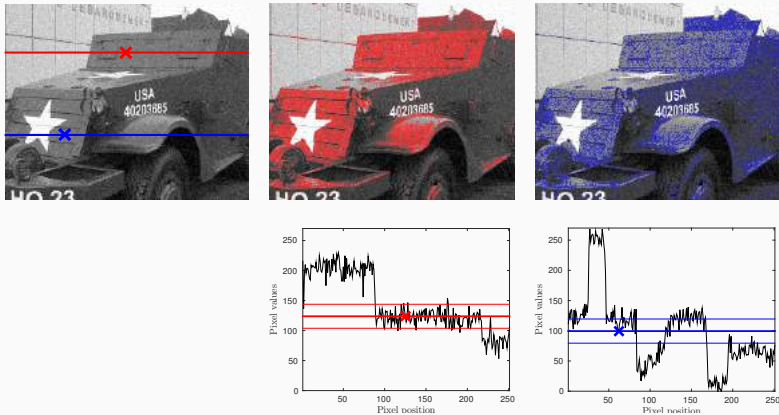 USA USA USA
40203685 40203685 40203685
HQ 23 HQ 23 HQ 23
Pixel values
250
200
150
100
50
0
50 100 150 200 250
Pixel position
Pixel values
250
200
150
100
50
0
0 50 100 150 200 250
Pixel position